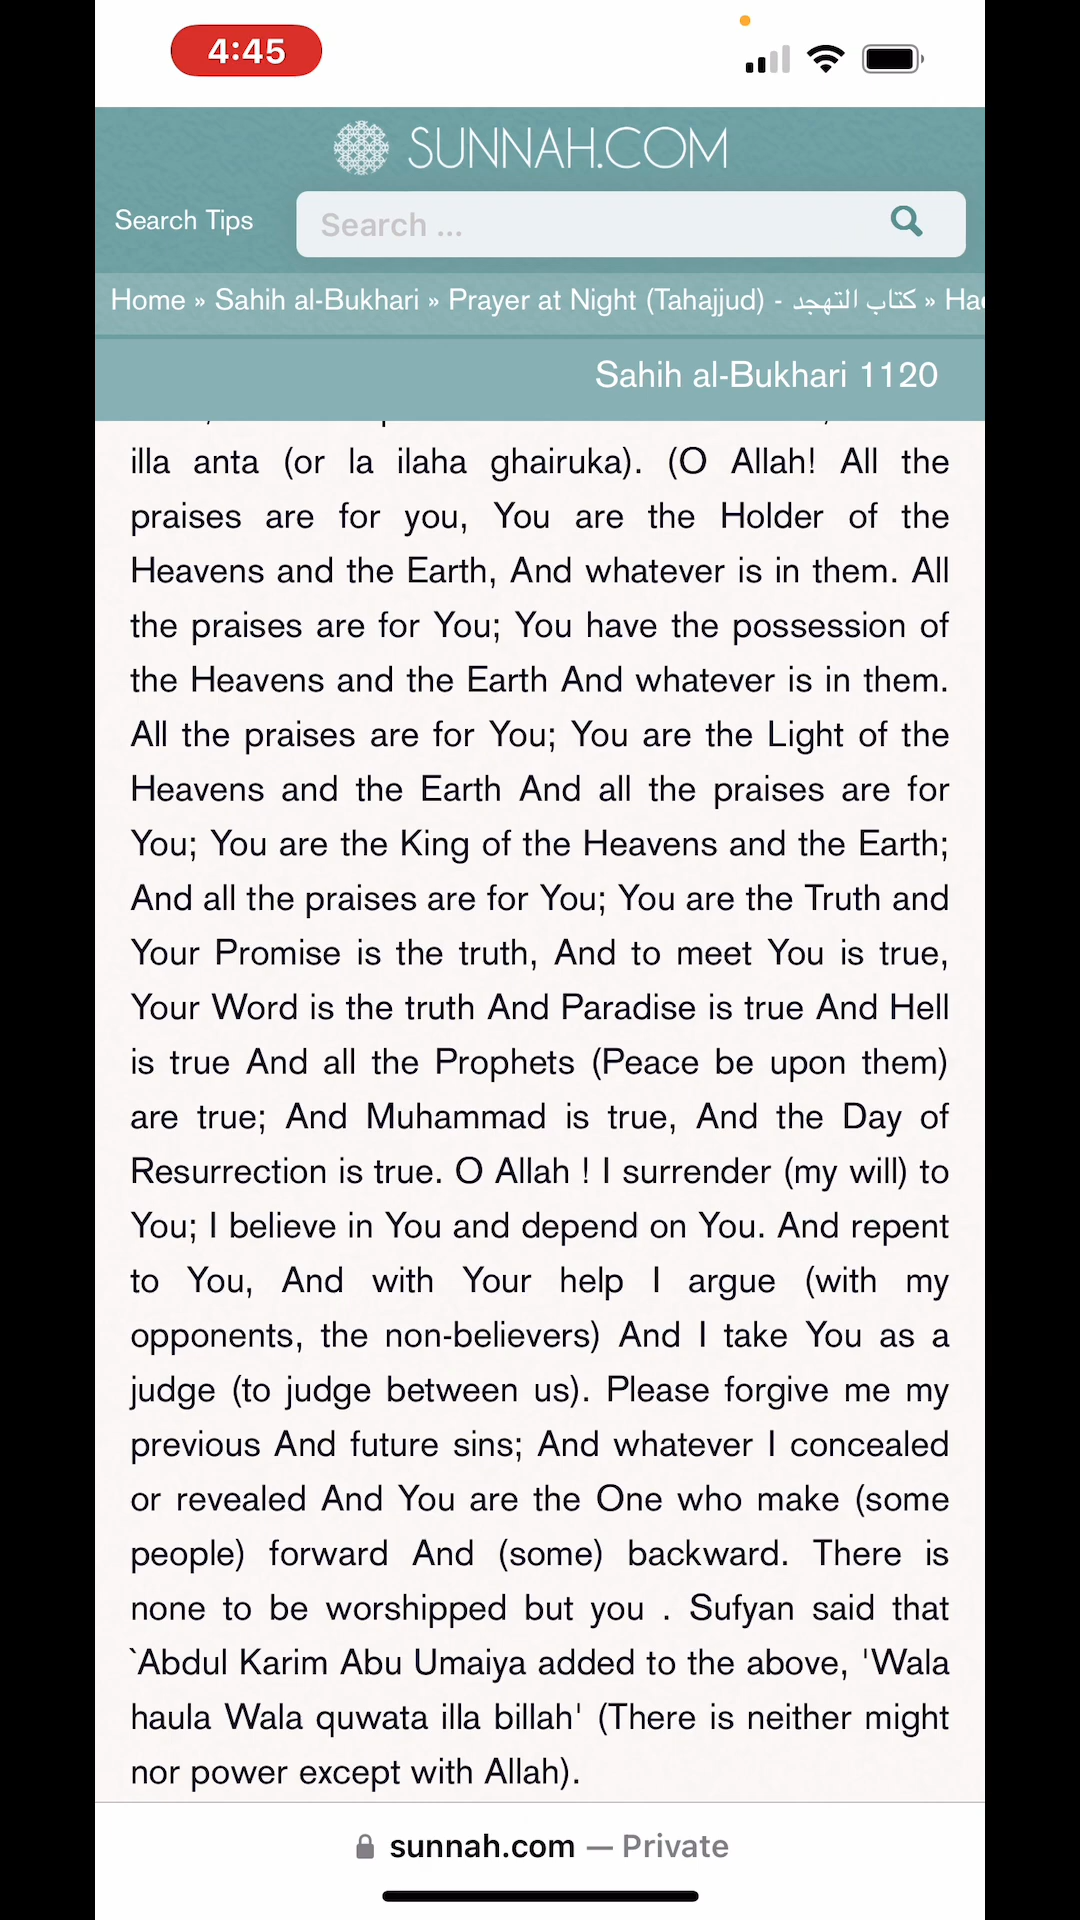 4:45
SUNNAH.COM
Search Tips
Search ...
Home » Sahih al-Bukhari » Prayer at Night (Tahajjud) - كتاب التهجد » Ha
Sahih al-Bukhari 1120
illa anta (or la ilaha ghairuka). (O Allah! All the
praises are for you, You are the Holder of the
Heavens and the Earth, And whatever is in them. All
the praises are for You; You have the possession of
the Heavens and the Earth And whatever is in them.
All the praises are for You; You are the Light of the
Heavens and the Earth And all the praises are for
You; You are the King of the Heavens and the Earth;
And all the praises are for You; You are the Truth and
Your Promise is the truth, And to meet You is true,
Your Word is the truth And Paradise is true And Hell
is true And all the Prophets (Peace be upon them)
are true; And Muhammad is true, And the Day of
Resurrection is true. O Allah ! I surrender (my will) to
You; I believe in You and depend on You. And repent
to You, And with Your help I argue (with my
opponents, the non-believers) And I take You as a
judge (to judge between us). Please forgive me my
previous And future sins; And whatever I concealed
or revealed And You are the One who make (some
people) forward And (some) backward. There is
none to be worshipped but you . Sufyan said that
`Abdul Karim Abu Umaiya added to the above, 'Wala
haula Wala quwata illa billah' (There is neither might
nor power except with Allah).
sunnah.com — Private